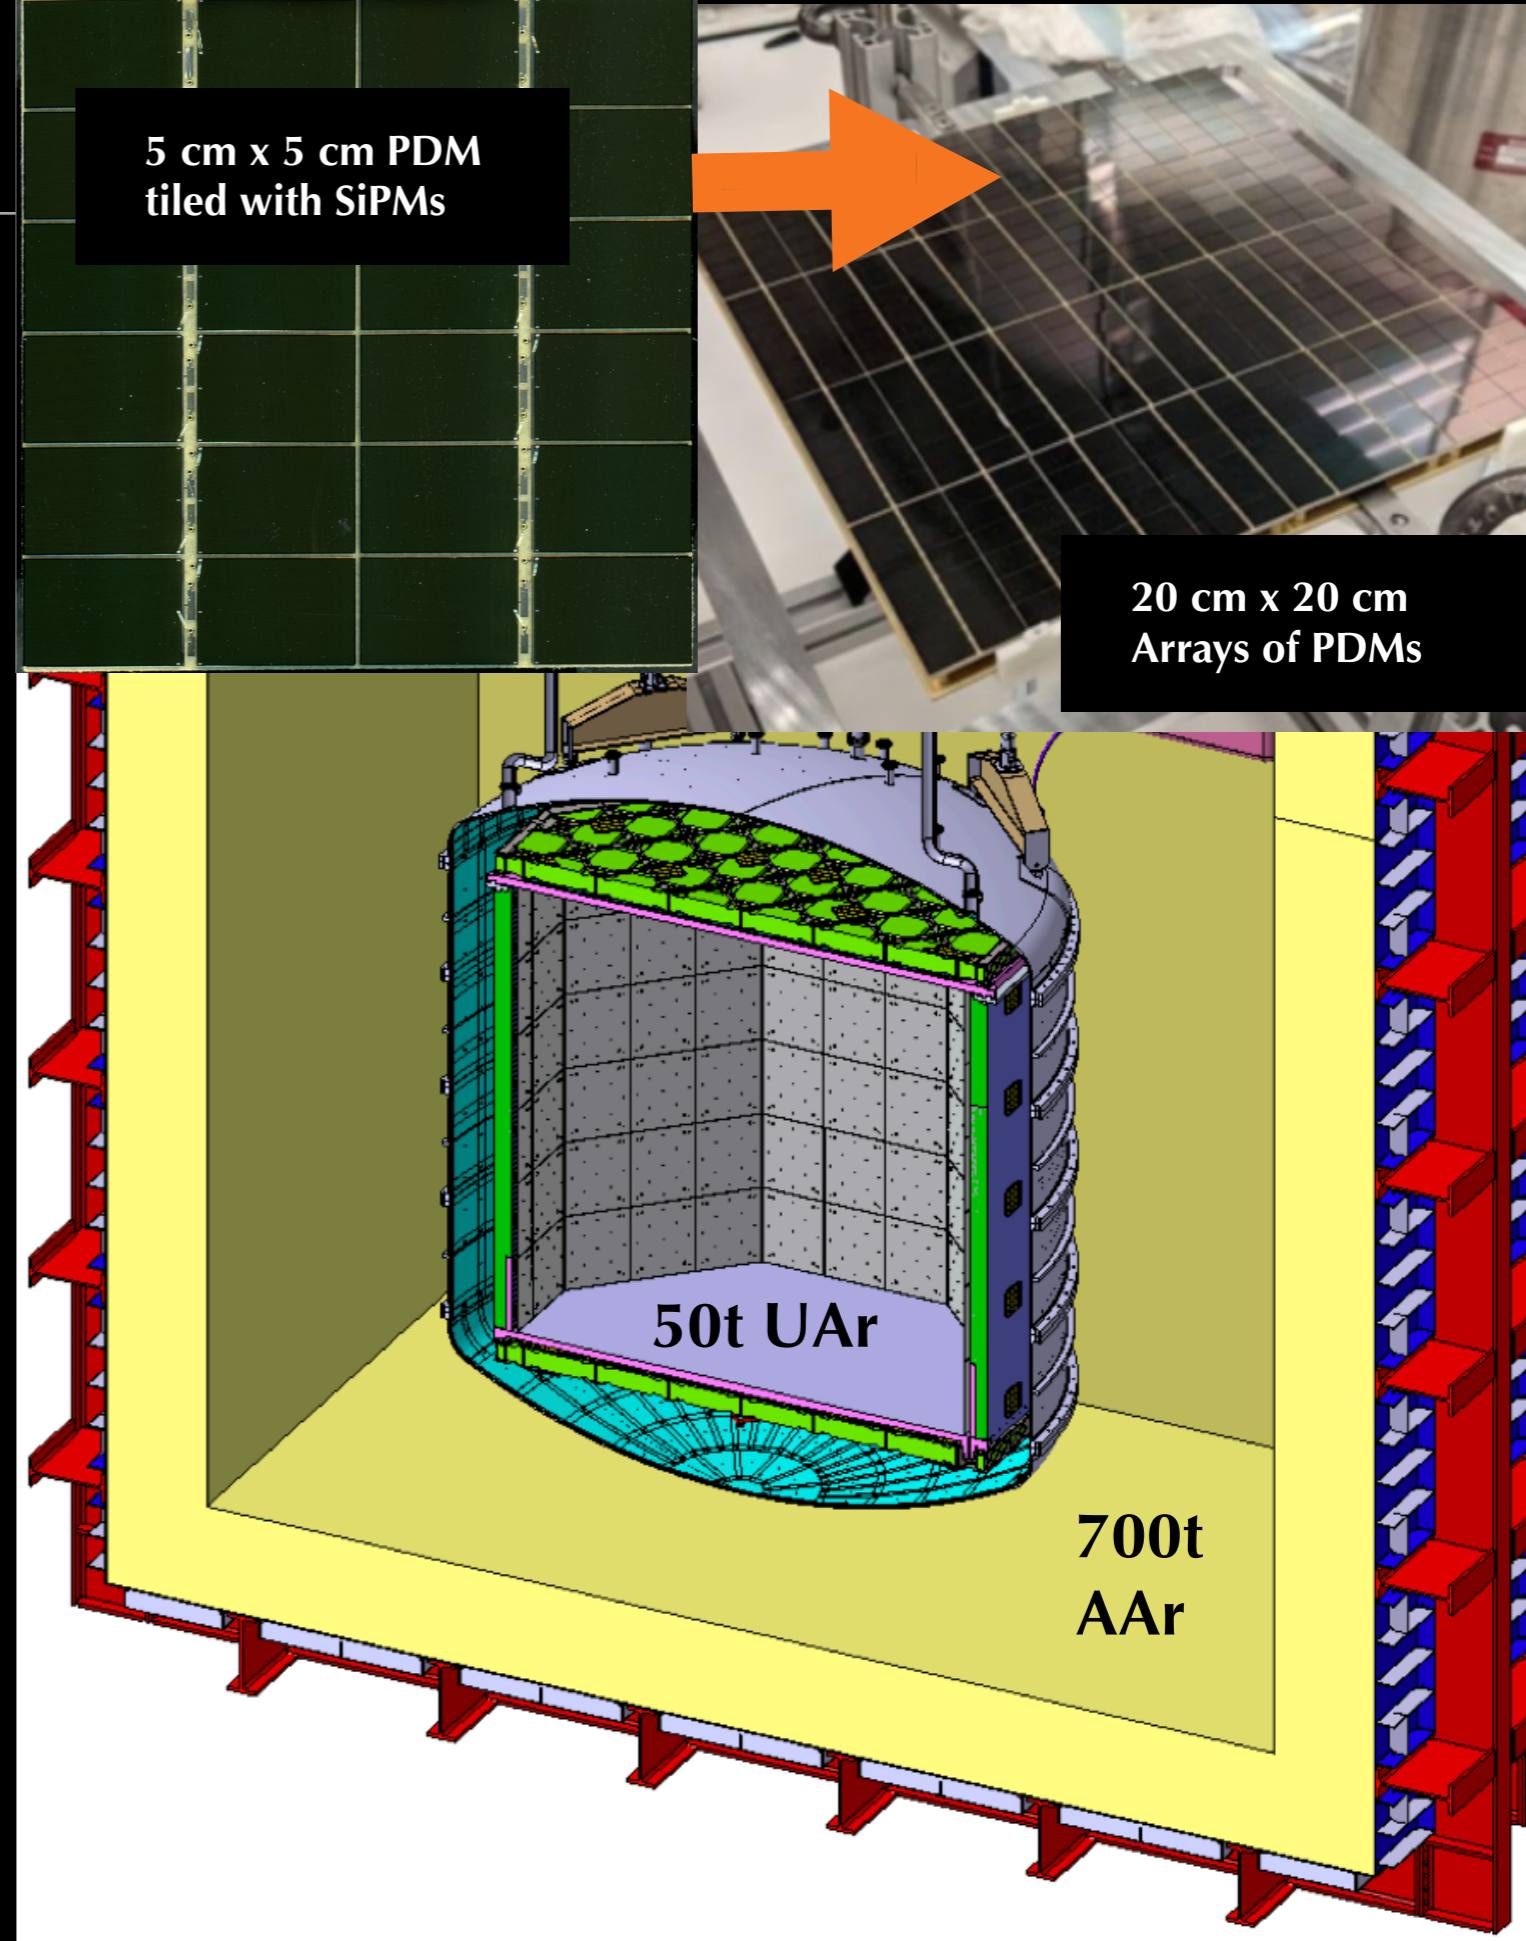 5 cm x 5 cm PDM
tiled with SiPMs
20 cm x 20 cm
Arrays of PDMs
50t UAr
700t
AAr